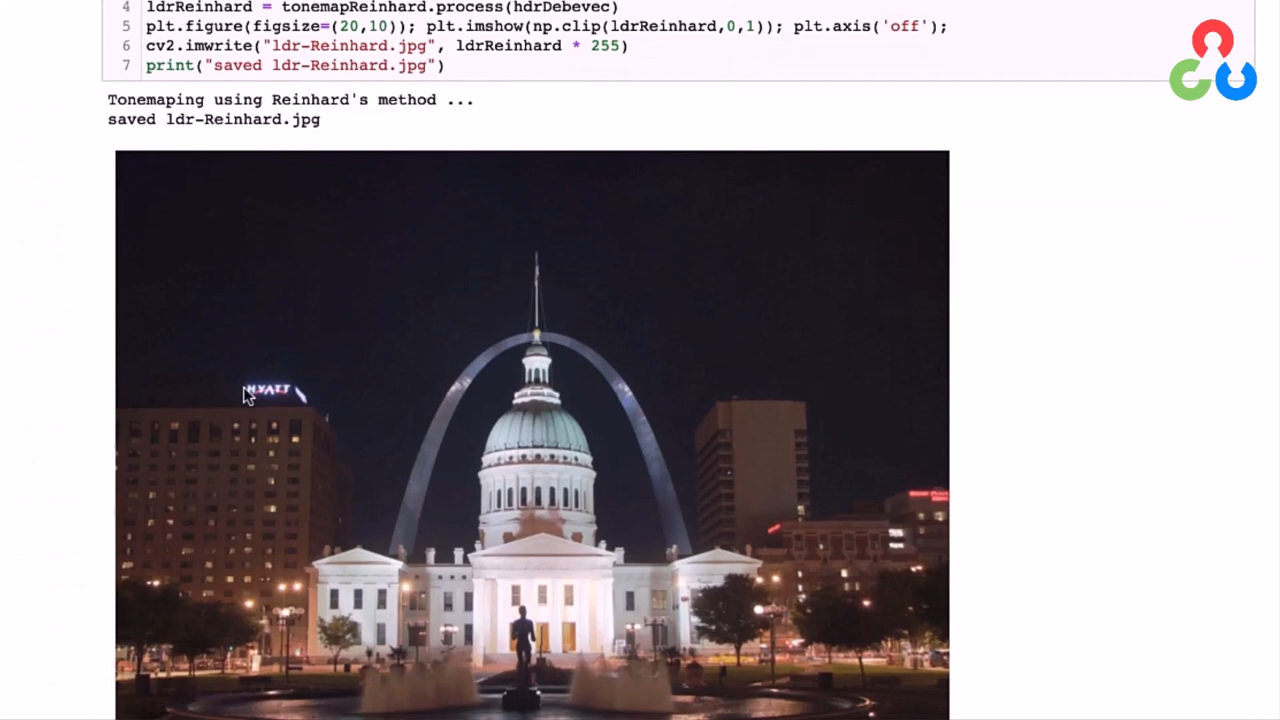 4 ldrReinhard = tonemapReinhard.process(hdrDebevec)
5 plt.figure(figsize=(20,10)); plt.imshow(np.clip(ldrReinhard,0,1)); plt.axis('off');
6 cv2.imwrite("ldr-Reinhard.jpg", ldrReinhard * 255)
7 print("saved ldr-Reinhard.jpg")
Tonemaping using Reinhard's method ...
saved ldr-Reinhard.jpg
HYATT